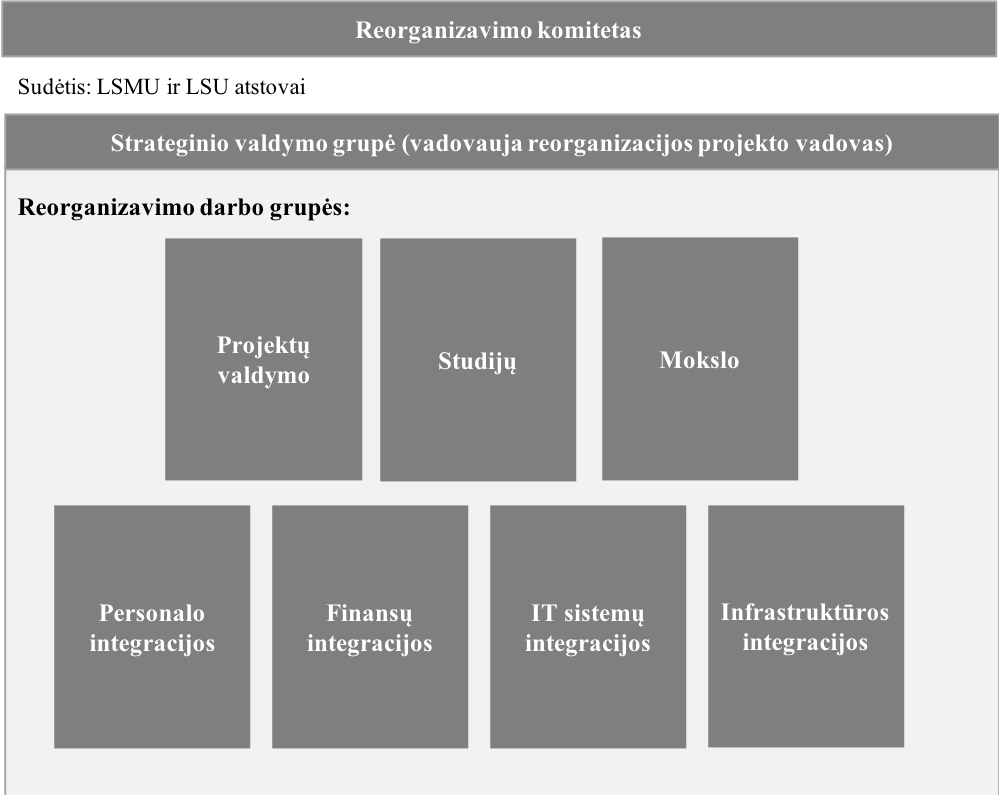 Reorganizavimo komitetas
Sudėtis: LSMU ir LSU atstovai
Strateginio valdymo grupė (vadovauja reorganizacijos projekto vadovas)
Reorganizavimo darbo grupės:
Projektų
valdymo
Studijų
Mokslo
Personalo
integracijos
Finansų
integracijos
IT sistemų
integracijos
Infrastruktūros
integracijos